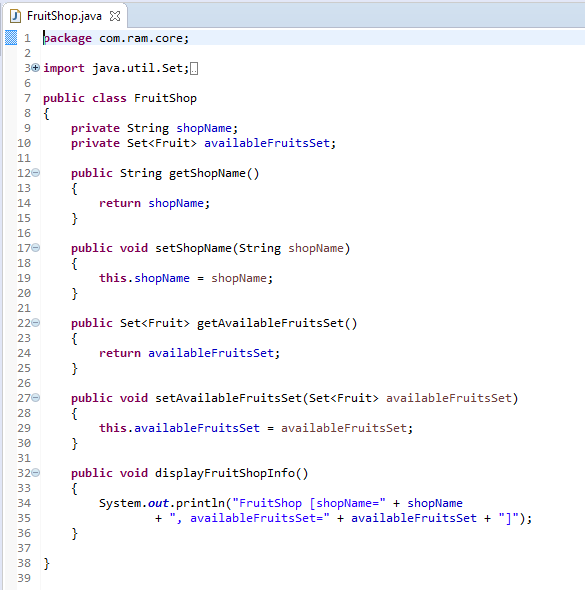 FruitShop.java
1 package com.ram.core;
2
3 import java.util.Set;
6
7 public class FruitShop
8 {
9     private String shopName;
10     private Set<Fruit> availableFruitsSet;
11
12     public String getShopName()
13     {
14         return shopName;
15     }
16
17     public void setShopName(String shopName)
18     {
19         this.shopName = shopName;
20     }
21
22     public Set<Fruit> getAvailableFruitsSet()
23     {
24         return availableFruitsSet;
25     }
26
27     public void setAvailableFruitsSet(Set<Fruit> availableFruitsSet)
28     {
29         this.availableFruitsSet = availableFruitsSet;
30     }
31
32     public void displayFruitShopInfo()
33     {
34         System.out.println("FruitShop [shopName=" + shopName
35                 + ", availableFruitsSet=" + availableFruitsSet + "]");
36     }
37
38 }
39